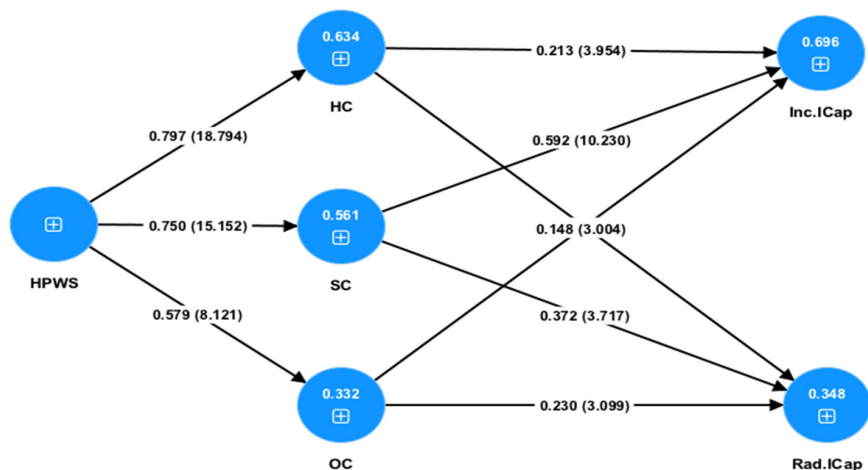 0.634
HC
0.213 (3.954)
0.696
Inc.ICap
0.797 (18.794)
0.592 (10.230)
HPWS
0.750 (15.152)
0.561
SC
0.148 (3.004)
0.579 (8.121)
0.372 (3.717)
0.332
OC
0.230 (3.099)
0.348
Rad.ICap